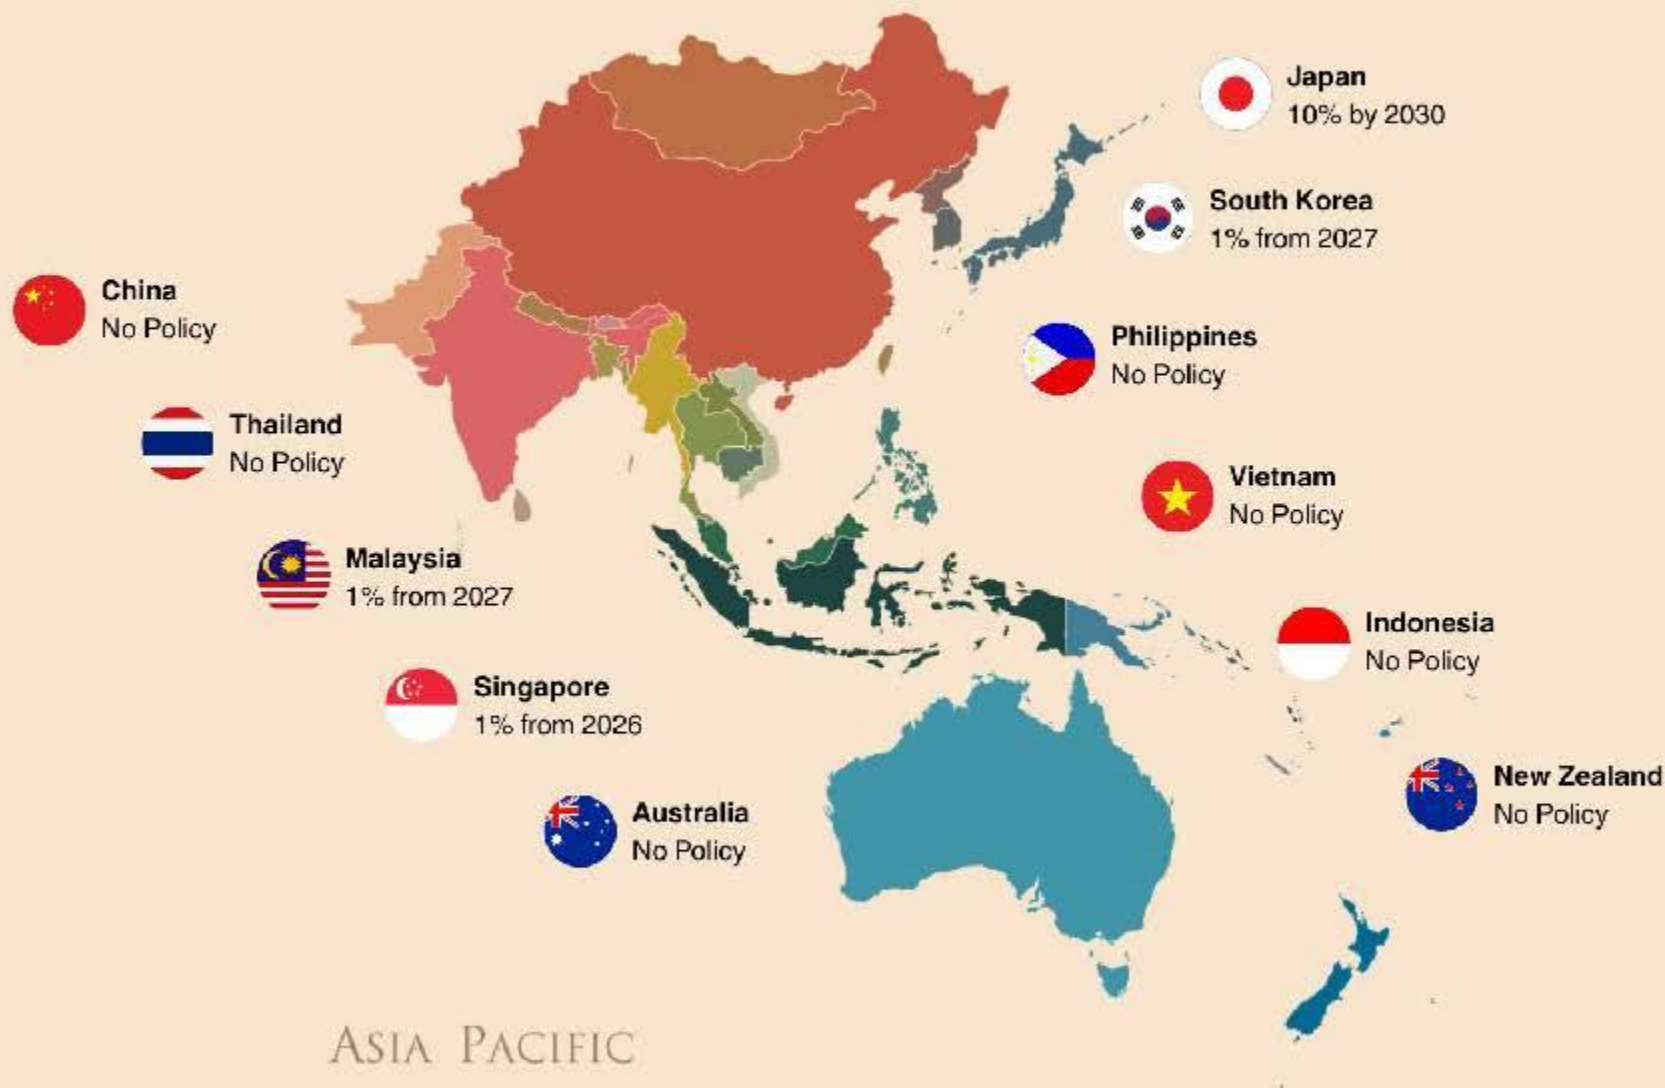 Japan
10% by 2030
South Korea
1% from 2027
China
No Policy
Philippines
No Policy
Thailand
No Policy
Vietnam
No Policy
Malaysia
1% from 2027
Indonesia
No Policy
Singapore
1% from 2026
New Zealand
No Policy
Australia
No Policy
ASIA PACIFIC